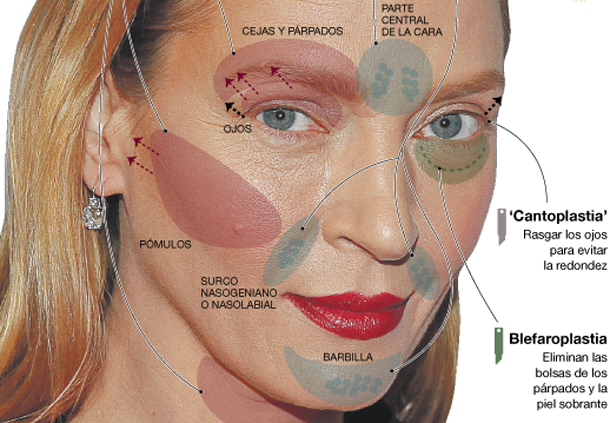 PARTE
CENTRAL
DE LA CARA
CEJAS Y PÁRPADOS
OJOS
PÓMULOS
SURCO
NASOGENIANO
O NASOLABIAL
BARBILLA
‘Cantoplastia’
Rasgar los ojos
para evitar
la redondez
Blefaroplastia
Eliminan las
bolsas de los
párpados y la
piel sobrante